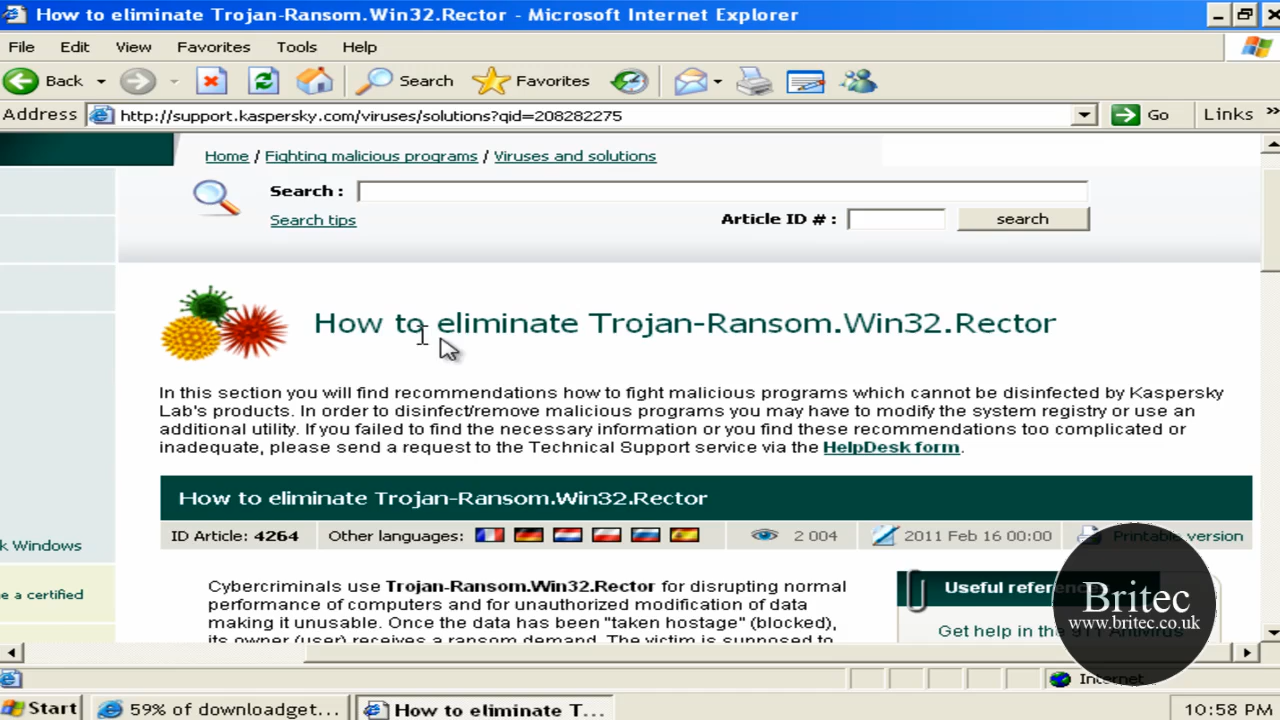 How to eliminate Trojan-Ransom.Win32.Rector - Microsoft Internet Explorer
File Edit View Favorites Tools Help
Back Search Favorites
Address http://support.kaspersky.com/viruses/solutions?qid=208282275 Go Links »
Home / Fighting malicious programs / Viruses and solutions
Search :
Search tips Article ID # : search
How to eliminate Trojan-Ransom.Win32.Rector
In this section you will find recommendations how to fight malicious programs which cannot be disinfected by Kaspersky
Lab's products. In order to disinfect/remove malicious programs you may have to modify the system registry or use an
additional utility. If you failed to find the necessary information or you find these recommendations too complicated or
inadequate, please send a request to the Technical Support service via the HelpDesk form.
How to eliminate Trojan-Ransom.Win32.Rector
ID Article: 4264 Other languages: 2 004 2011 Feb 16 00:00 Printable version
k Windows
e a certified
Cybercriminals use Trojan-Ransom.Win32.Rector for disrupting normal
performance of computers and for unauthorized modification of data
making it unusable. Once the data has been "taken hostage" (blocked),
its owner (user) receives a ransom demand. The victim is supposed to
Useful refere
Get help in the 911 Antivirus
Britec
www.britec.co.uk
Internet
Start 59% of downloadget... How to eliminate T... 10:58 PM